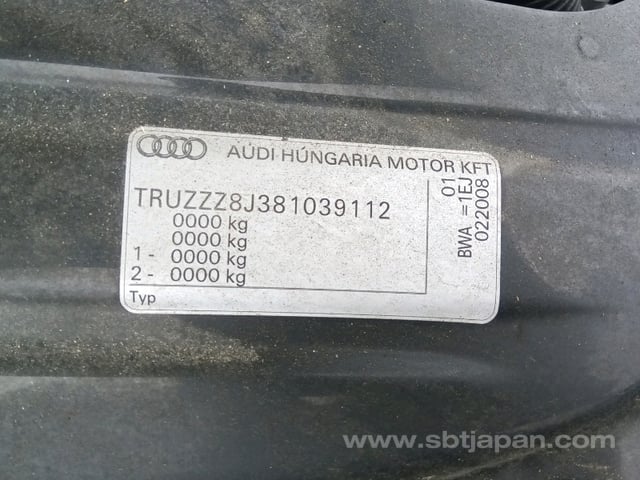 AUDI HUNGARIA MOTOR KFT
TRUZZZ8J381039112
0000 kg
0000 kg
1 - 0000 kg
2 - 0000 kg
Typ
01
BWA =1EJ
022008
www.sbtjapan.com